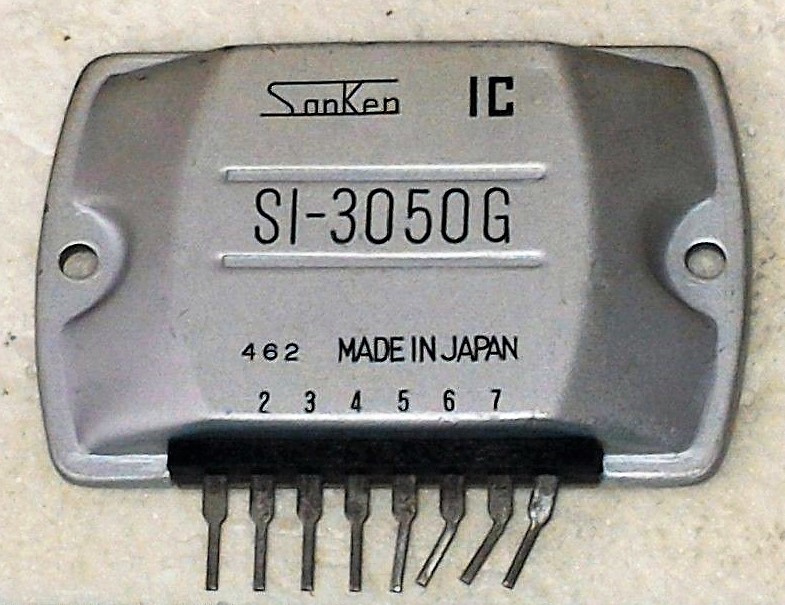 SanKen IC
SI-3050G
462 MADE IN JAPAN
2 3 4 5 6 7